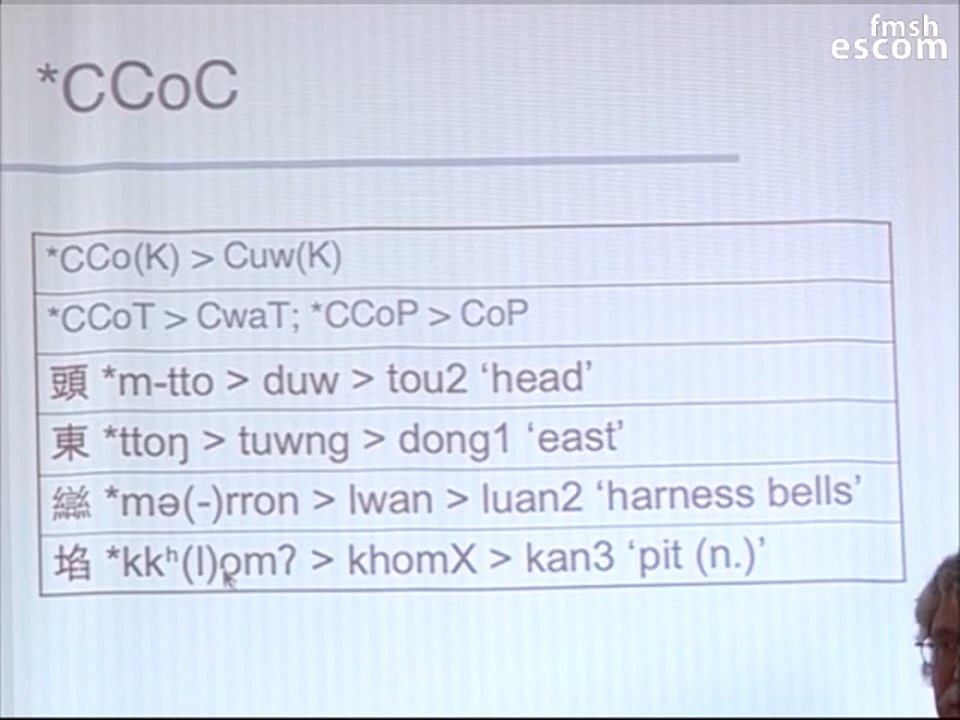 fmsh
escom
*CCoC
*CCo(K) > Cuw(K)
*CCoT > CwaT; *CCoP > CoP
頭 *m-tto > duw > tou2 ‘head’
東 *ttoŋ > tuwng > dong1 ‘east’
*mə(-)rron > lwan > luan2 ‘harness bells’
埳 *kkʰ(l)om? > khomX > kan3 ‘pit (n.)’